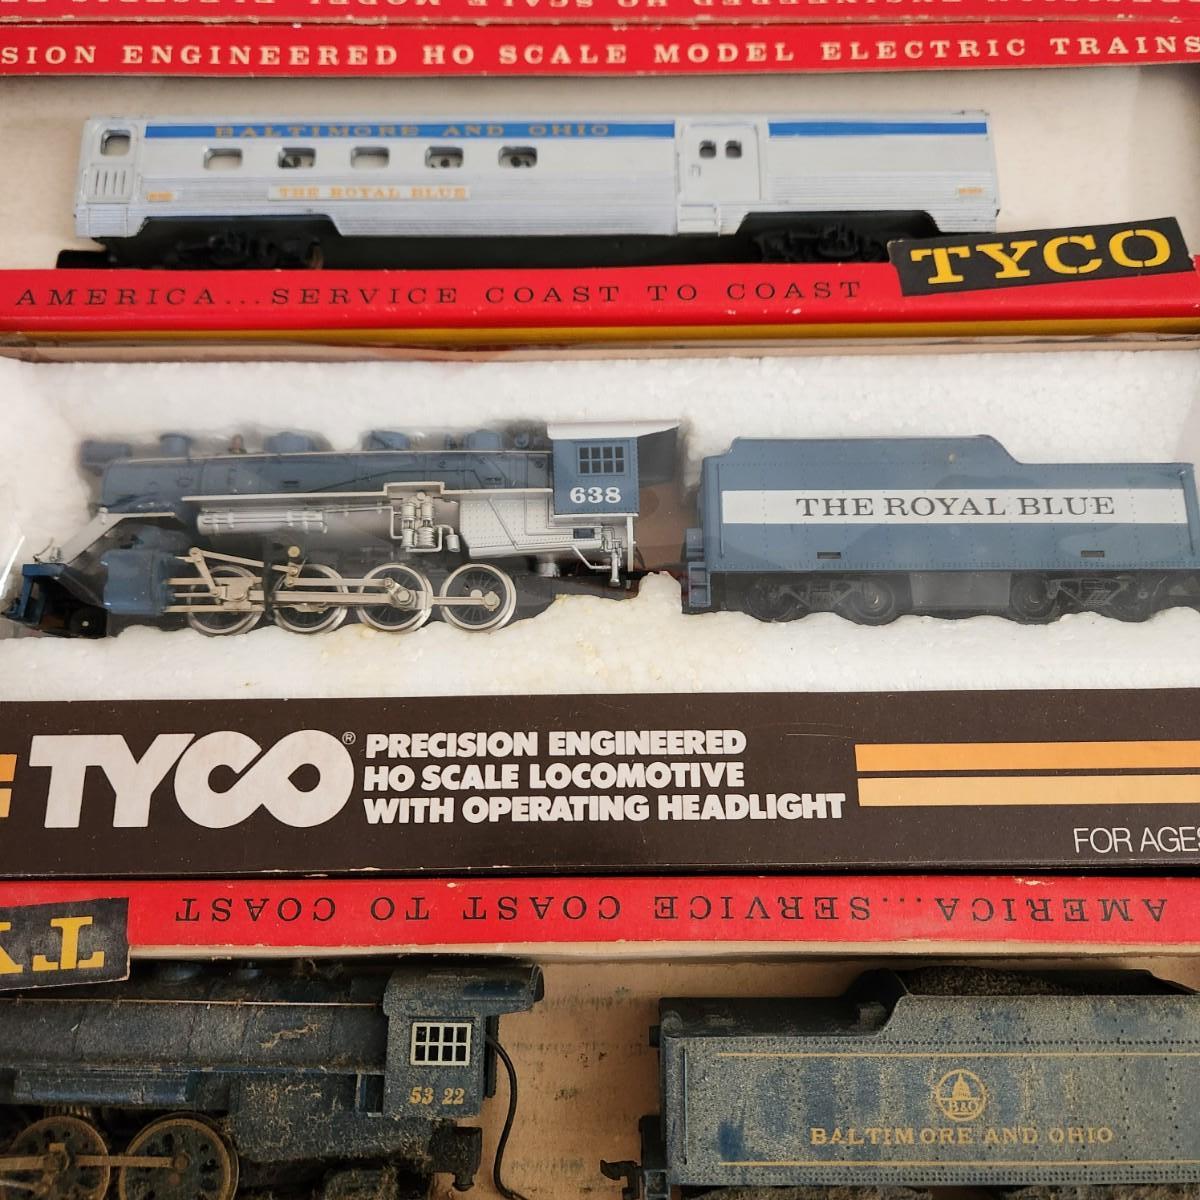 SION ENGINEERED HO SCALE MODEL ELECTRIC TRAINS
BALTIMORE AND OHIO
THE ROYAL BLUE
AMERICA...SERVICE COAST TO COAST
TYCO
638
THE ROYAL BLUE
TYCO®
PRECISION ENGINEERED
HO SCALE LOCOMOTIVE
WITH OPERATING HEADLIGHT
FOR AGES
AMERICA...SERVICE COAST TO COAST
TY
53 22
B&O
BALTIMORE AND OHIO